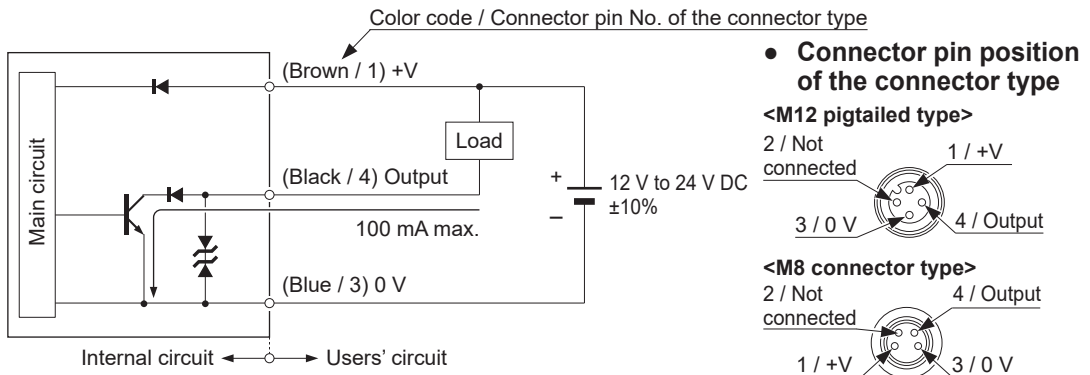 Color code / Connector pin No. of the connector type
(Brown / 1) +V
Load
Main circuit
(Black / 4) Output
+
12 V to 24 V DC
–
±10%
100 mA max.
(Blue / 3) 0 V
Internal circuit
Users' circuit
● Connector pin position
of the connector type
<M12 pigtailed type>
2 / Not
connected
1 / +V
3 / 0 V
4 / Output
<M8 connector type>
2 / Not
connected
4 / Output
1 / +V
3 / 0 V